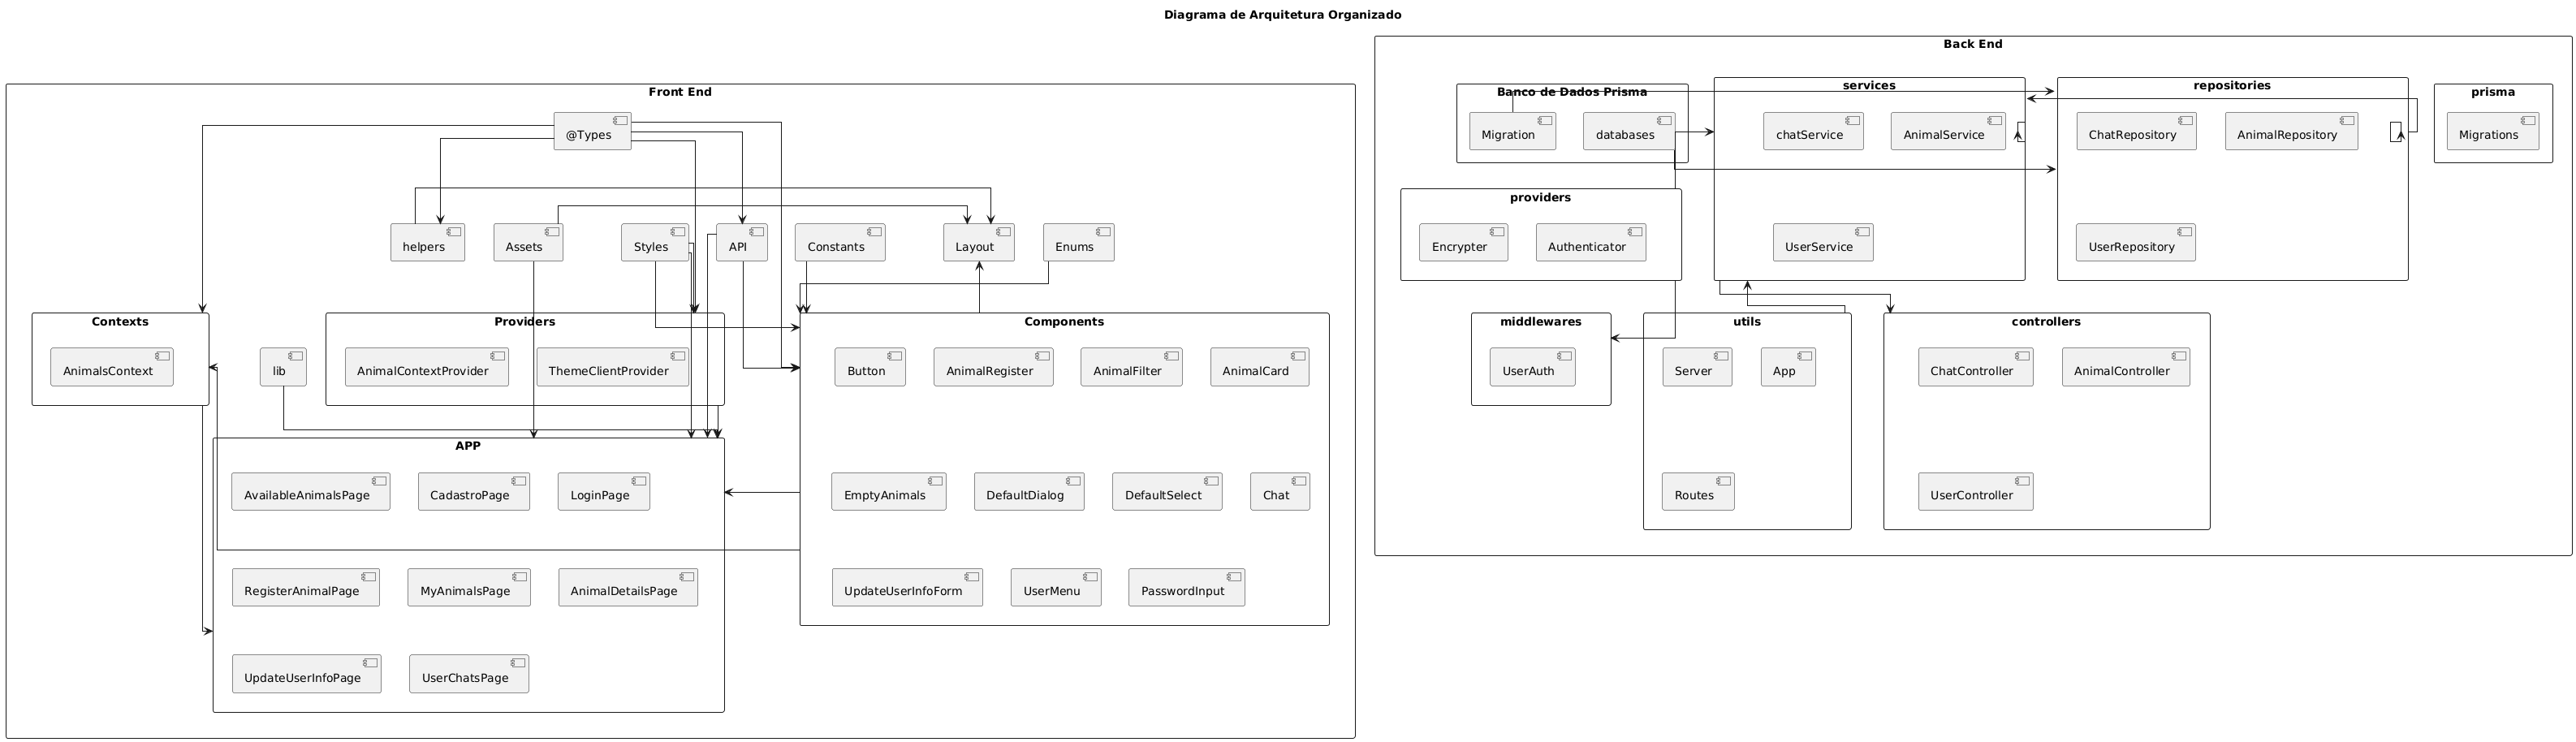 Diagrama de Arquitetura Organizado
Front End
@Types
helpers
Assets
Styles
API
Constants
Layout
Enums
Contexts
AnimalsContext
lib
Providers
AnimalContextProvider
ThemeClientProvider
Components
Button
AnimalRegister
AnimalFilter
AnimalCard
EmptyAnimals
DefaultDialog
DefaultSelect
Chat
UpdateUserInfoForm
UserMenu
PasswordInput
APP
AvailableAnimalsPage
CadastroPage
LoginPage
RegisterAnimalPage
MyAnimalsPage
AnimalDetailsPage
UpdateUserInfoPage
UserChatsPage
Back End
Banco de Dados Prisma
Migration
databases
services
chatService
AnimalService
UserService
repositories
ChatRepository
AnimalRepository
UserRepository
prisma
Migrations
providers
Encrypter
Authenticator
middlewares
UserAuth
utils
Server
App
Routes
controllers
ChatController
AnimalController
UserController